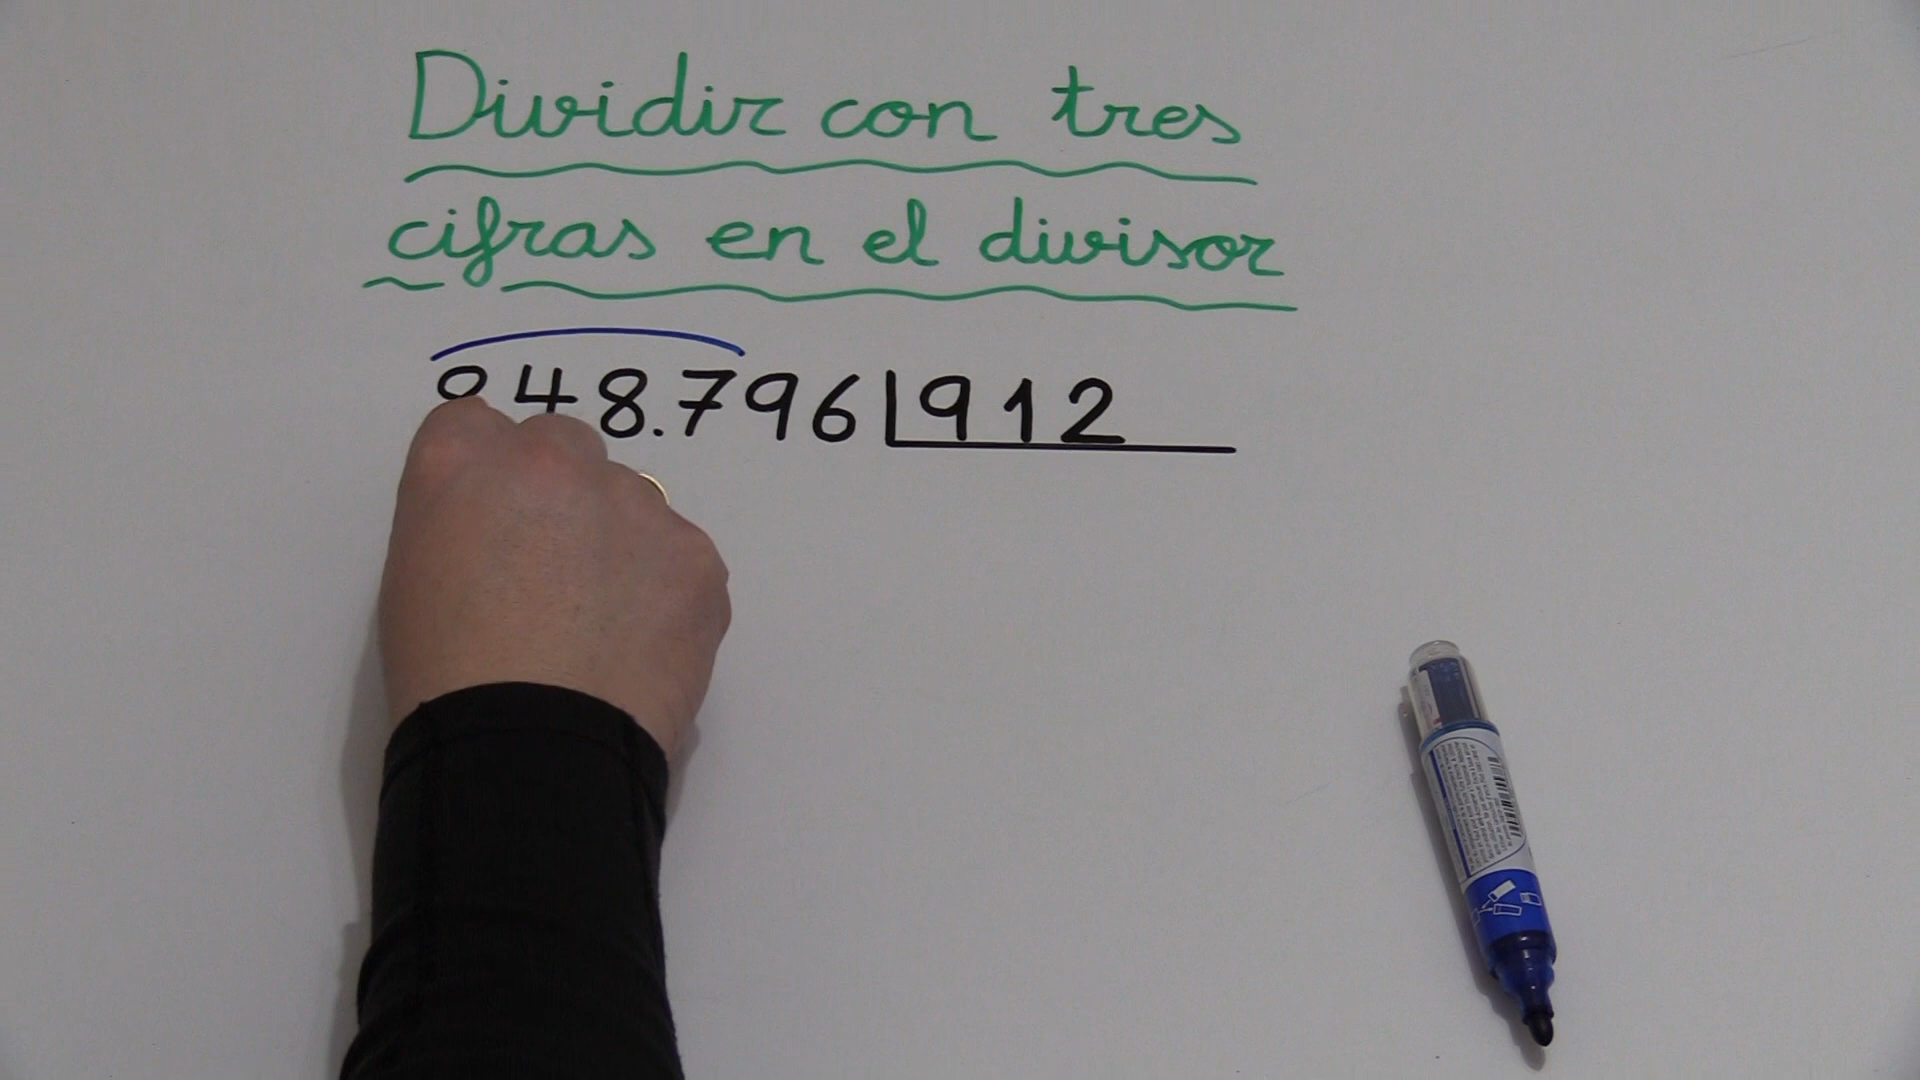 Dividir con tres
cifras en el divisor
848.796 912